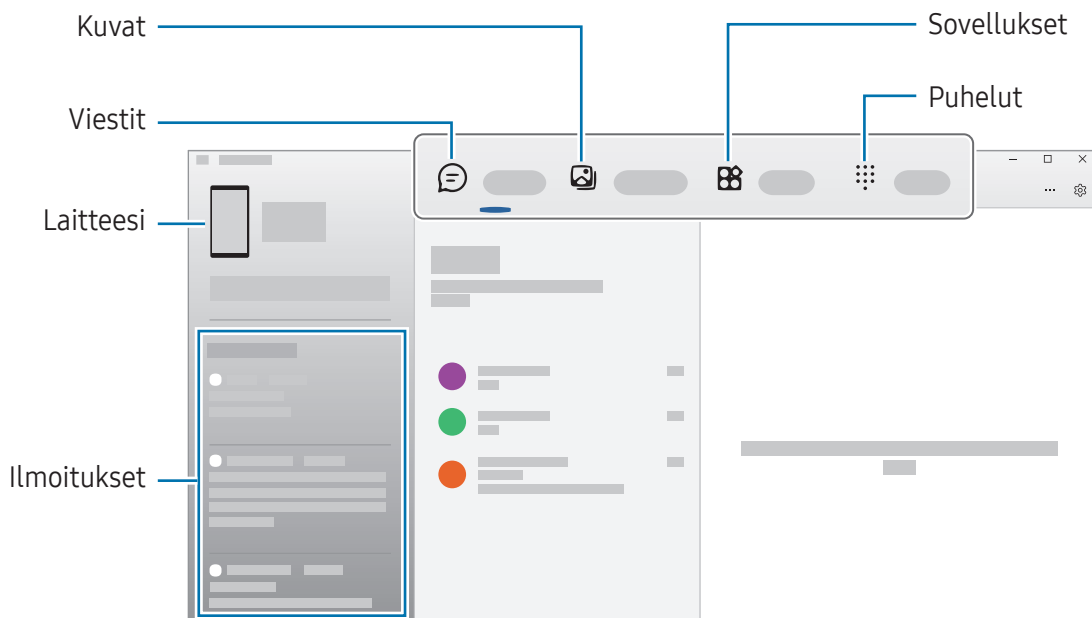 Kuvat
Sovellukset
Viestit
Puhelut
Laitteesi
Ilmoitukset